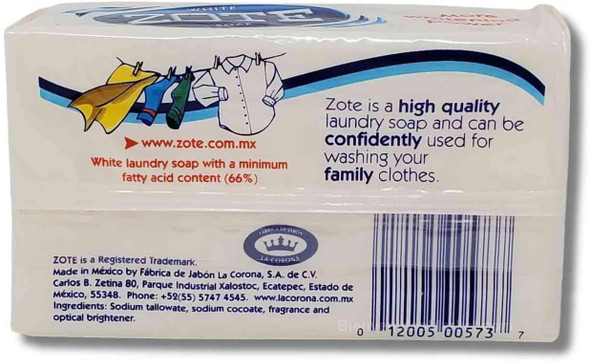 WHITE
ZOTE
SOAP
www.zote.com.mx
White laundry soap with a minimum
fatty acid content (66%)
Zote is a high quality
laundry soap and can be
confidently used for
washing your
family clothes.
FÁBRICA DE JABÓN
LA CORONA
ZOTE is a Registered Trademark.
Made in México by Fábrica de Jabón La Corona, S.A. de C.V.
Carlos B. Zetina 80, Parque Industrial Xalostoc, Ecatepec, Estado de
México, 55348. Phone: +52(55) 5747 4545. www.lacorona.com.mx
Ingredients: Sodium tallowate, sodium cocoate, fragrance and
optical brightener.
0 12005 00573 7